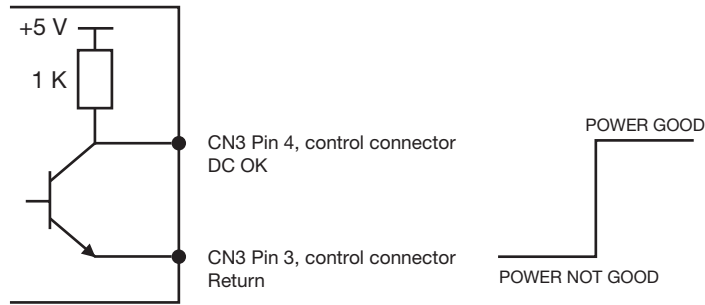 +5 V
1 K
CN3 Pin 4, control connector
DC OK
CN3 Pin 3, control connector
Return
POWER GOOD
POWER NOT GOOD